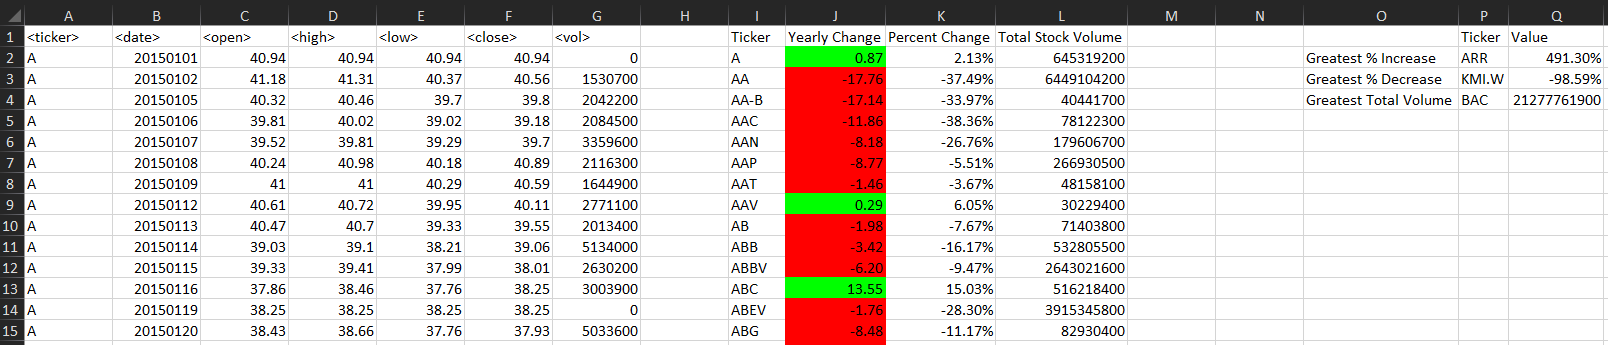 A B C D E F G H I J K L M N O P Q
1 <ticker> <date> <open> <high> <low> <close> <vol> Ticker Yearly Change Percent Change Total Stock Volume Ticker Value
2 A 20150101 40.94 40.94 40.94 40.94 0 A 0.87 2.13% 645319200 Greatest % Increase ARR 491.30%
3 A 20150102 41.18 41.31 40.37 40.56 1530700 AA -17.76 -37.49% 6449104200 Greatest % Decrease KMI.W -98.59%
4 A 20150105 40.32 40.46 39.7 39.8 2042200 AA-B -17.14 -33.97% 40441700 Greatest Total Volume BAC 21277761900
5 A 20150106 39.81 40.02 39.02 39.18 2084500 AAC -11.86 -38.36% 78122300
6 A 20150107 39.52 39.81 39.29 39.7 3359600 AAN -8.18 -26.76% 179606700
7 A 20150108 40.24 40.98 40.18 40.89 2116300 AAP -8.77 -5.51% 266930500
8 A 20150109 41 41 40.29 40.59 1644900 AAT -1.46 -3.67% 48158100
9 A 20150112 40.61 40.72 39.95 40.11 2771100 AAV 0.29 6.05% 30229400
10 A 20150113 40.47 40.7 39.33 39.55 2013400 AB -1.98 -7.67% 71403800
11 A 20150114 39.03 39.1 38.21 39.06 5134000 ABB -3.42 -16.17% 532805500
12 A 20150115 39.33 39.41 37.99 38.01 2630200 ABBV -6.20 -9.47% 2643021600
13 A 20150116 37.86 38.46 37.76 38.25 3003900 ABC 13.55 15.03% 516218400
14 A 20150119 38.25 38.25 38.25 38.25 0 ABEV -1.76 -28.30% 3915345800
15 A 20150120 38.43 38.66 37.76 37.93 5033600 ABG -8.48 -11.17% 82930400